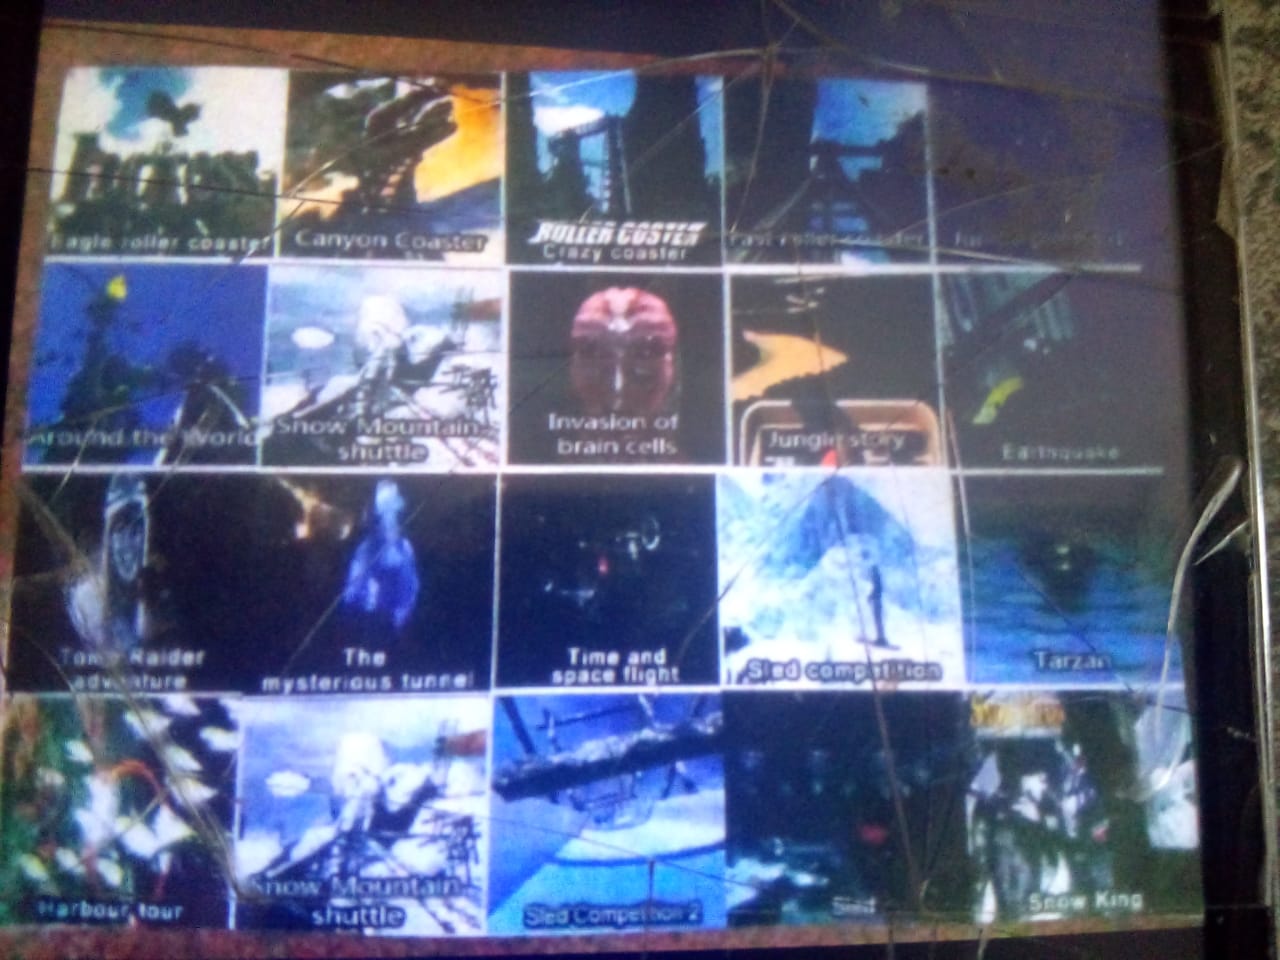 Eagle roller coaster
Canyon Coaster
ROLLER COSTER
Crazy coaster
Fast roller coaster
Around the World
Snow Mountain
shuttle
Invasion of
brain cells
Jungle story
Earthquake
Tomb Raider
adventure
The
mysterious tunnel
Time and
space flight
Sled competition
Tarzan
Harbour tour
Snow Mountain
shuttle
Sled Competition 2
Sled
Snow King